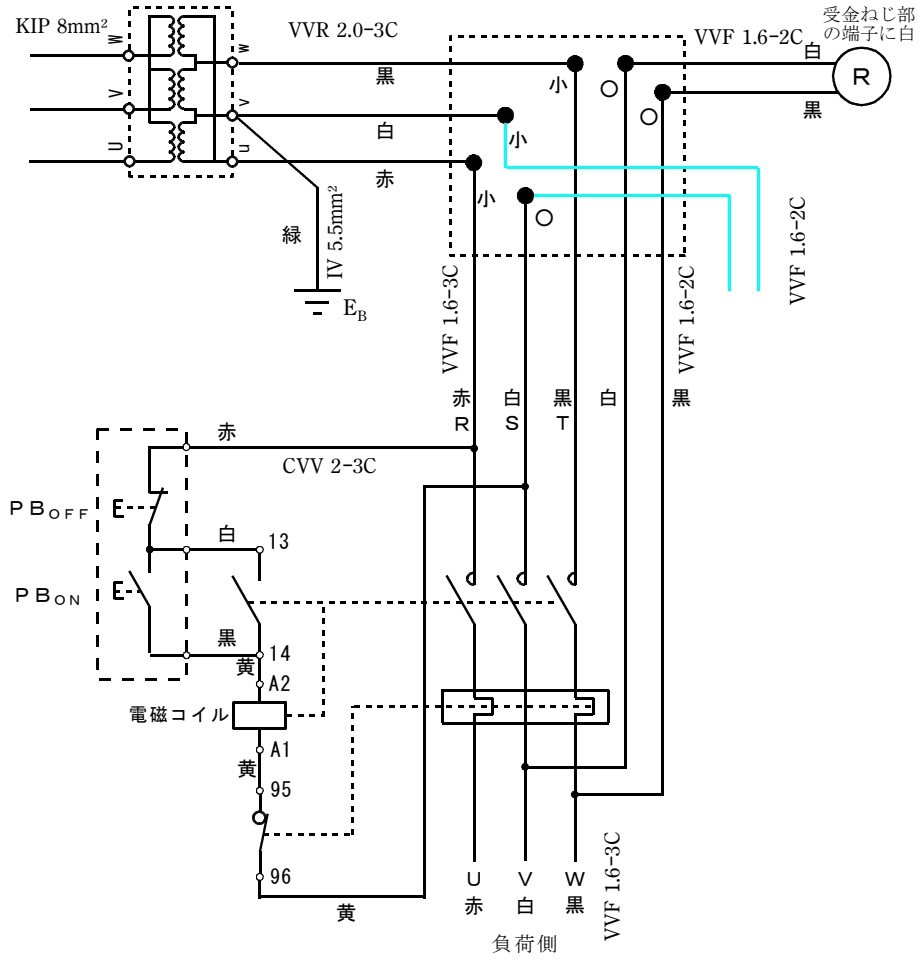 KIP 8mm²
W
V
U
w
v
u
VVR 2.0-3C
黒
白
赤
緑
IV 5.5mm²
E_B
小
小
小
○
○
○
VVF 1.6-2C
受金ねじ部
の端子に白
白
R
黒
VVF 1.6-2C
VVF 1.6-3C
VVF 1.6-2C
赤
R
白
S
黒
T
白
黒
赤
CVV 2-3C
PB_OFF
白
13
PB_ON
黒
14
黄
A2
電磁コイル
A1
黄
95
96
黄
U
赤
V
白
W
黒
VVF 1.6-3C
負荷側